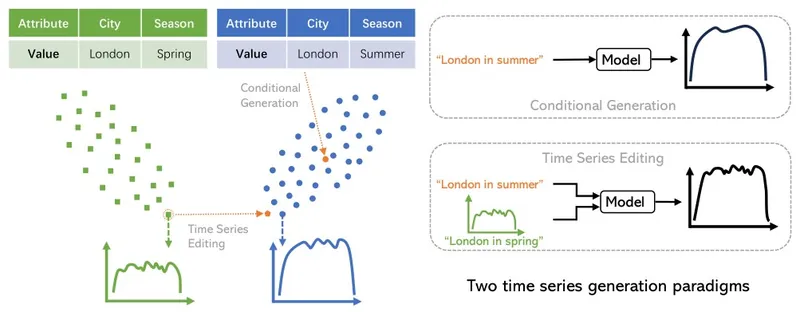 Attribute City Season
Value London Spring
Attribute City Season
Value London Summer
Conditional
Generation
Time Series
Editing
"London in summer"
Model
Conditional Generation
Time Series Editing
"London in summer"
Model
"London in spring"
Two time series generation paradigms